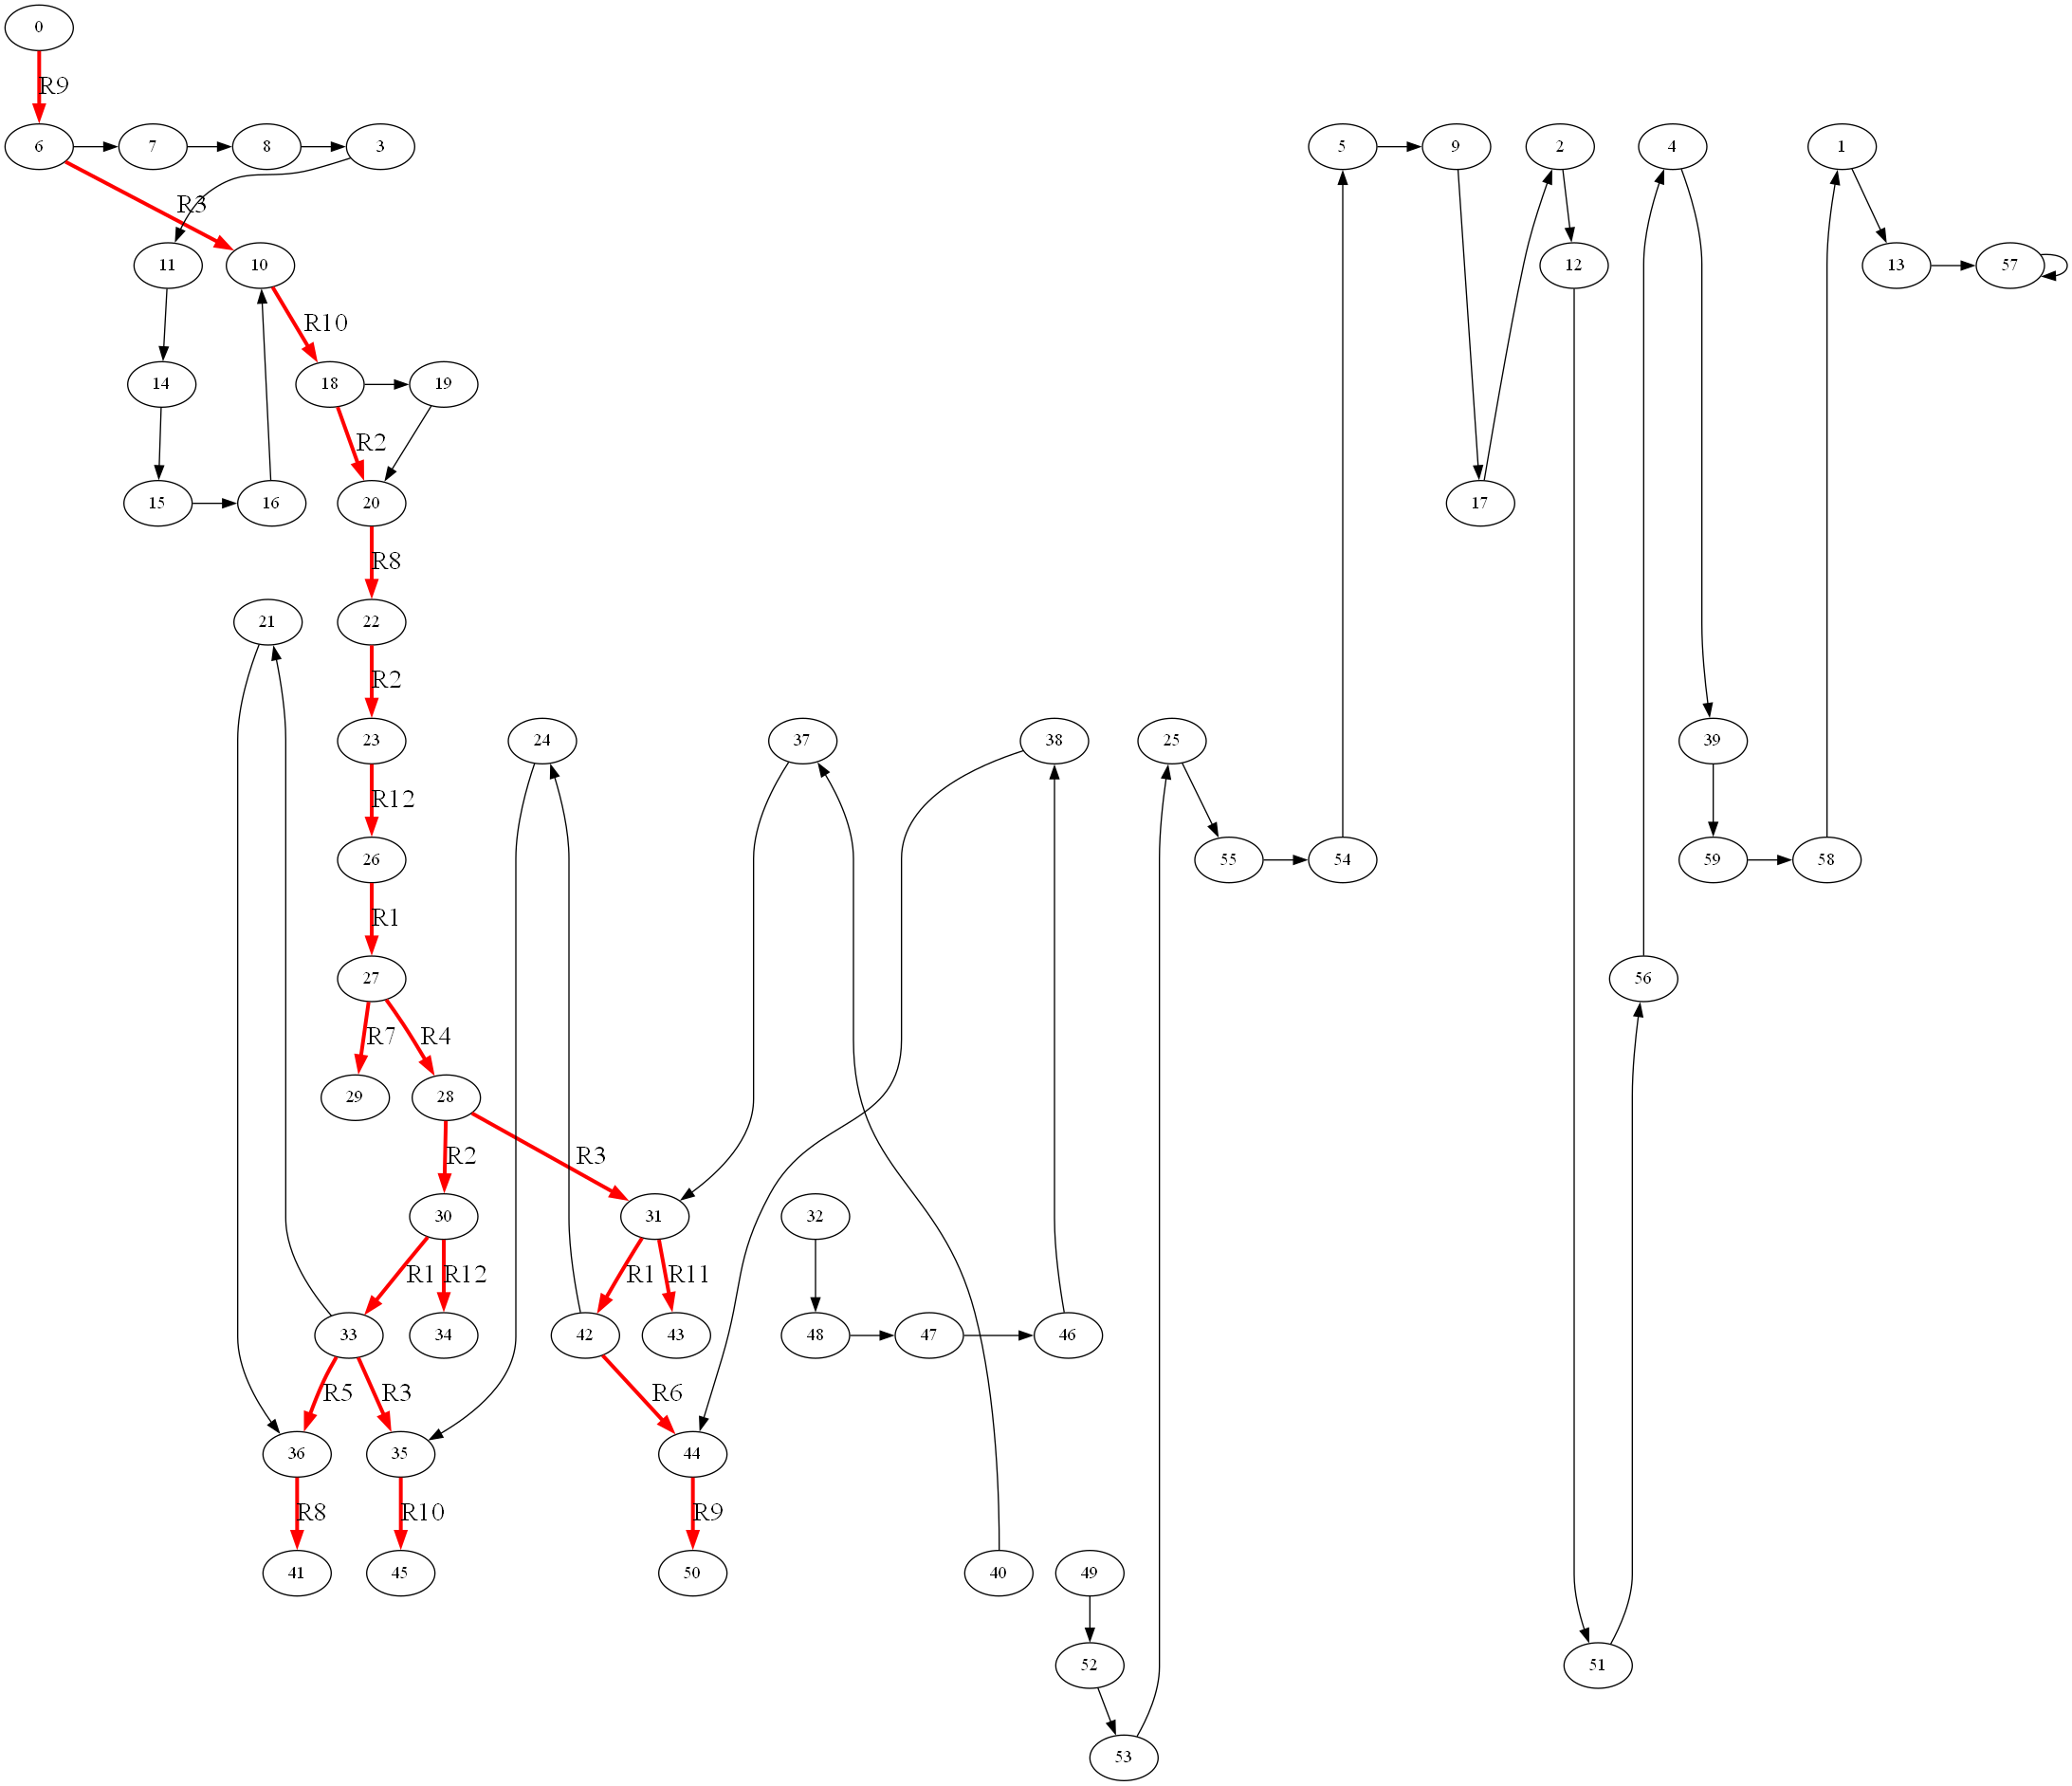 0
R9
6 7 8 3 5 9 2 4 1
R3
11 10 12 13 57
R10
14 18 19
R2
15 16 20 17
R8
21 22
R2
23 24 37 38 25 39
R12
26 55 54 59 58
R1
27 56
R7 R4
29 28
R2 R3
30 31 32
R1 R12 R1 R11
33 34 42 43 48 47 46
R5 R3 R6
36 35 44
R8 R10 R9
41 45 50 40 49
52 51
53